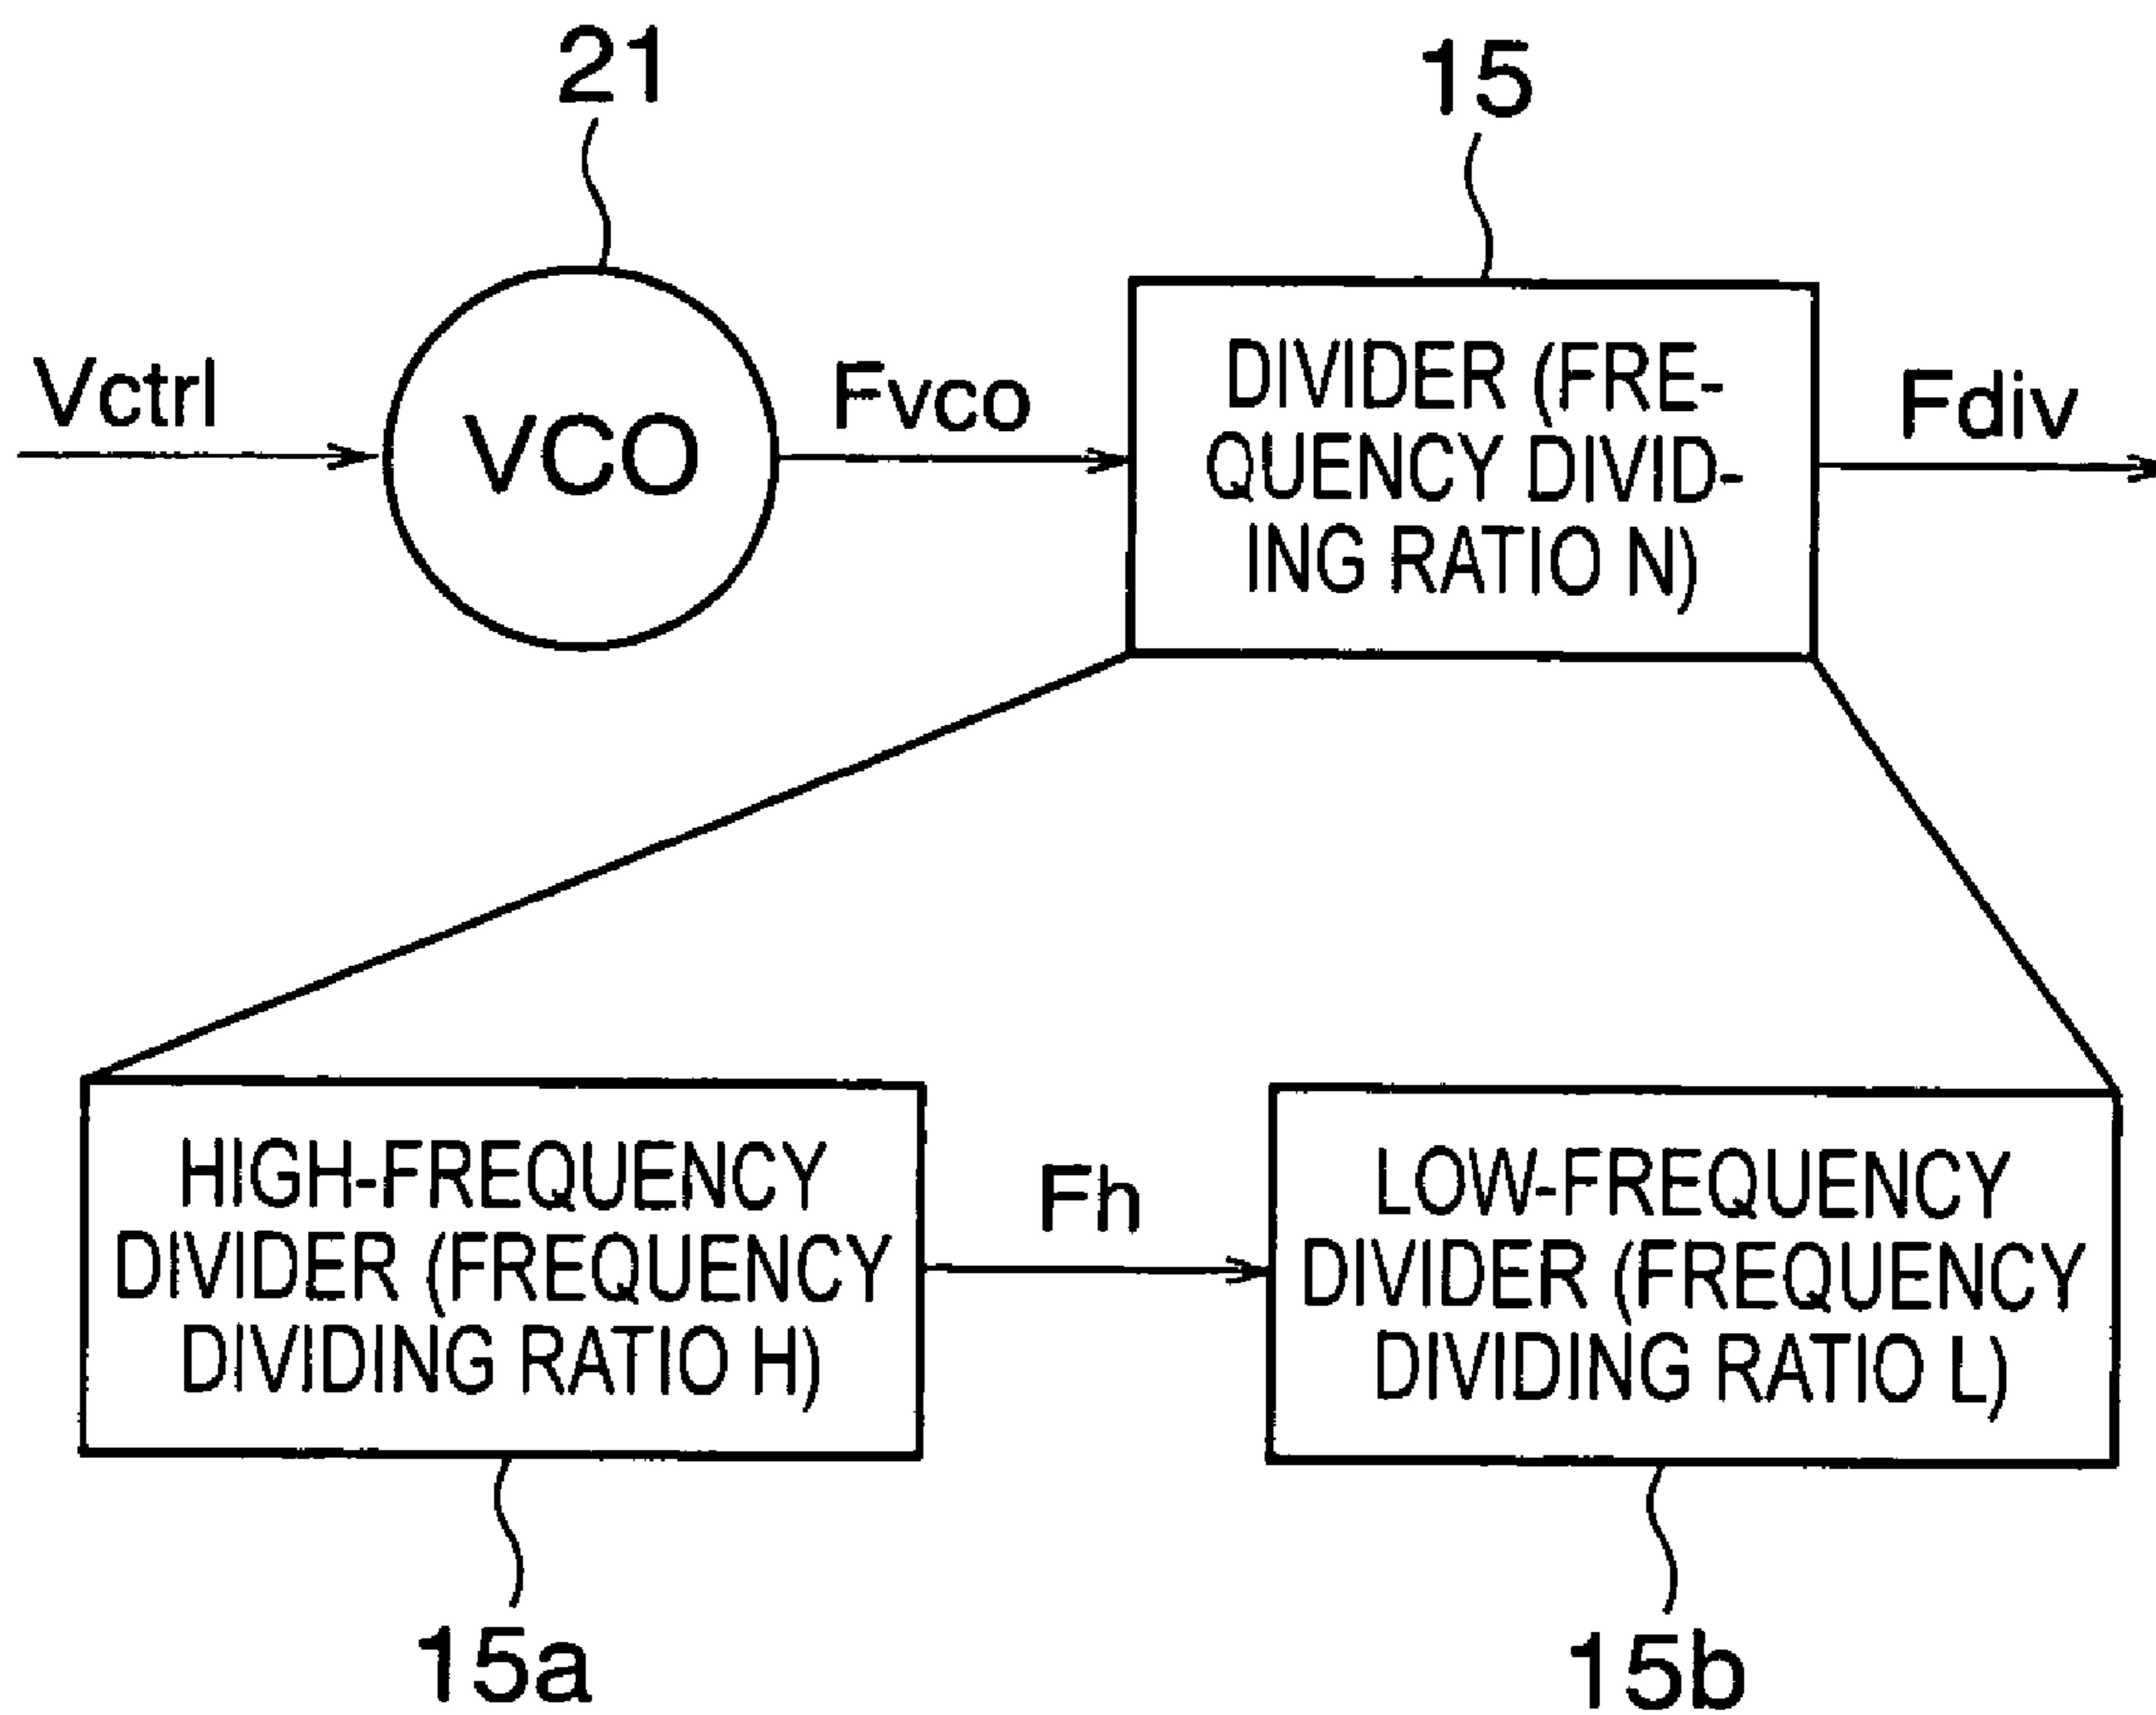 21
15
Vctrl
VCO
Fvco
DIVIDER (FRE-
QUENCY DIVID-
ING RATIO N)
Fdiv
HIGH-FREQUENCY
DIVIDER (FREQUENCY
DIVIDING RATIO H)
Fh
LOW-FREQUENCY
DIVIDER (FREQUENCY
DIVIDING RATIO L)
15a
15b